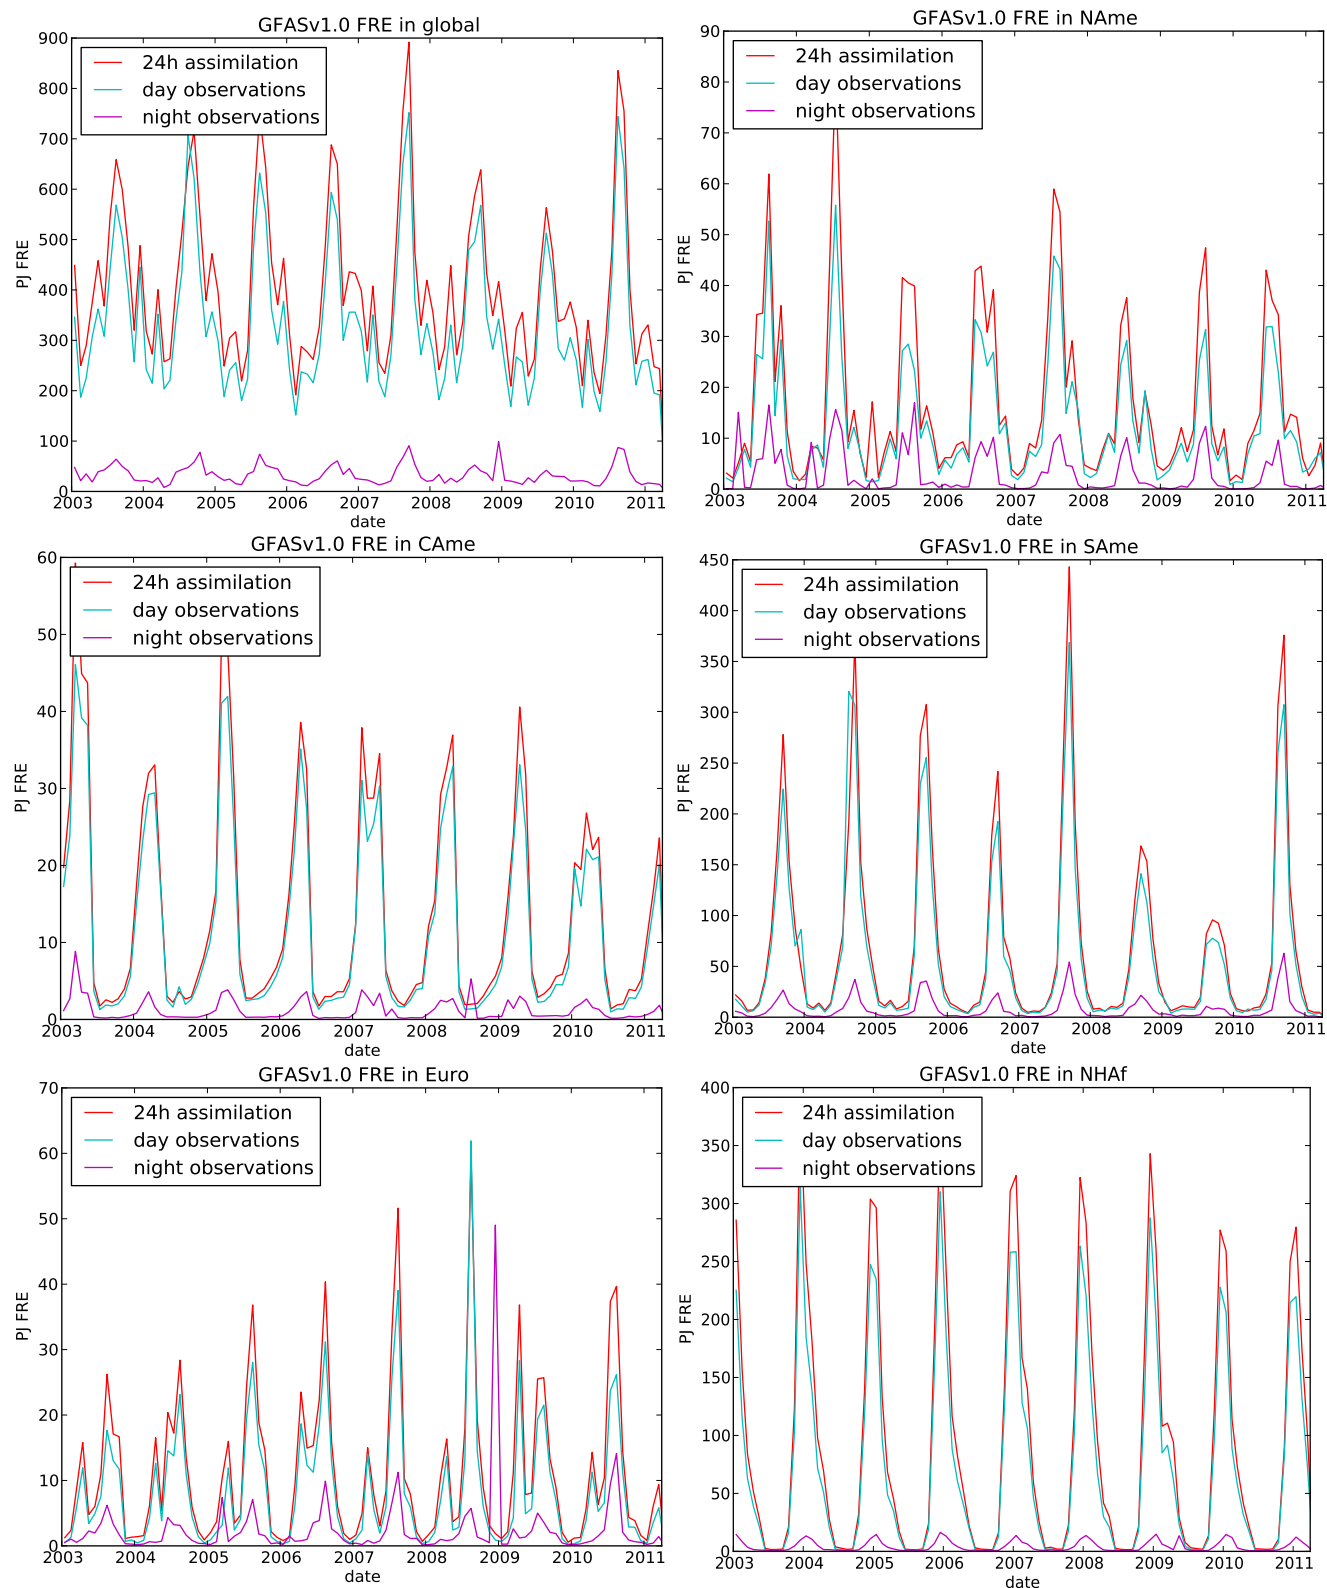 GFASv1.0 FRE in global
900
800
700
600
500
400
300
200
100
0
PJ FRE
24h assimilation
day observations
night observations
2003 2004 2005 2006 2007 2008 2009 2010 2011
date
GFASv1.0 FRE in NAme
90
80
70
60
50
40
30
20
10
0
PJ FRE
24h assimilation
day observations
night observations
2003 2004 2005 2006 2007 2008 2009 2010 2011
date
GFASv1.0 FRE in CAme
60
50
40
30
20
10
0
PJ FRE
24h assimilation
day observations
night observations
2003 2004 2005 2006 2007 2008 2009 2010 2011
date
GFASv1.0 FRE in SAme
450
400
350
300
250
200
150
100
50
0
PJ FRE
24h assimilation
day observations
night observations
2003 2004 2005 2006 2007 2008 2009 2010 2011
date
GFASv1.0 FRE in Euro
70
60
50
40
30
20
10
0
PJ FRE
24h assimilation
day observations
night observations
2003 2004 2005 2006 2007 2008 2009 2010 2011
date
GFASv1.0 FRE in NHAf
400
350
300
250
200
150
100
50
0
PJ FRE
24h assimilation
day observations
night observations
2003 2004 2005 2006 2007 2008 2009 2010 2011
date